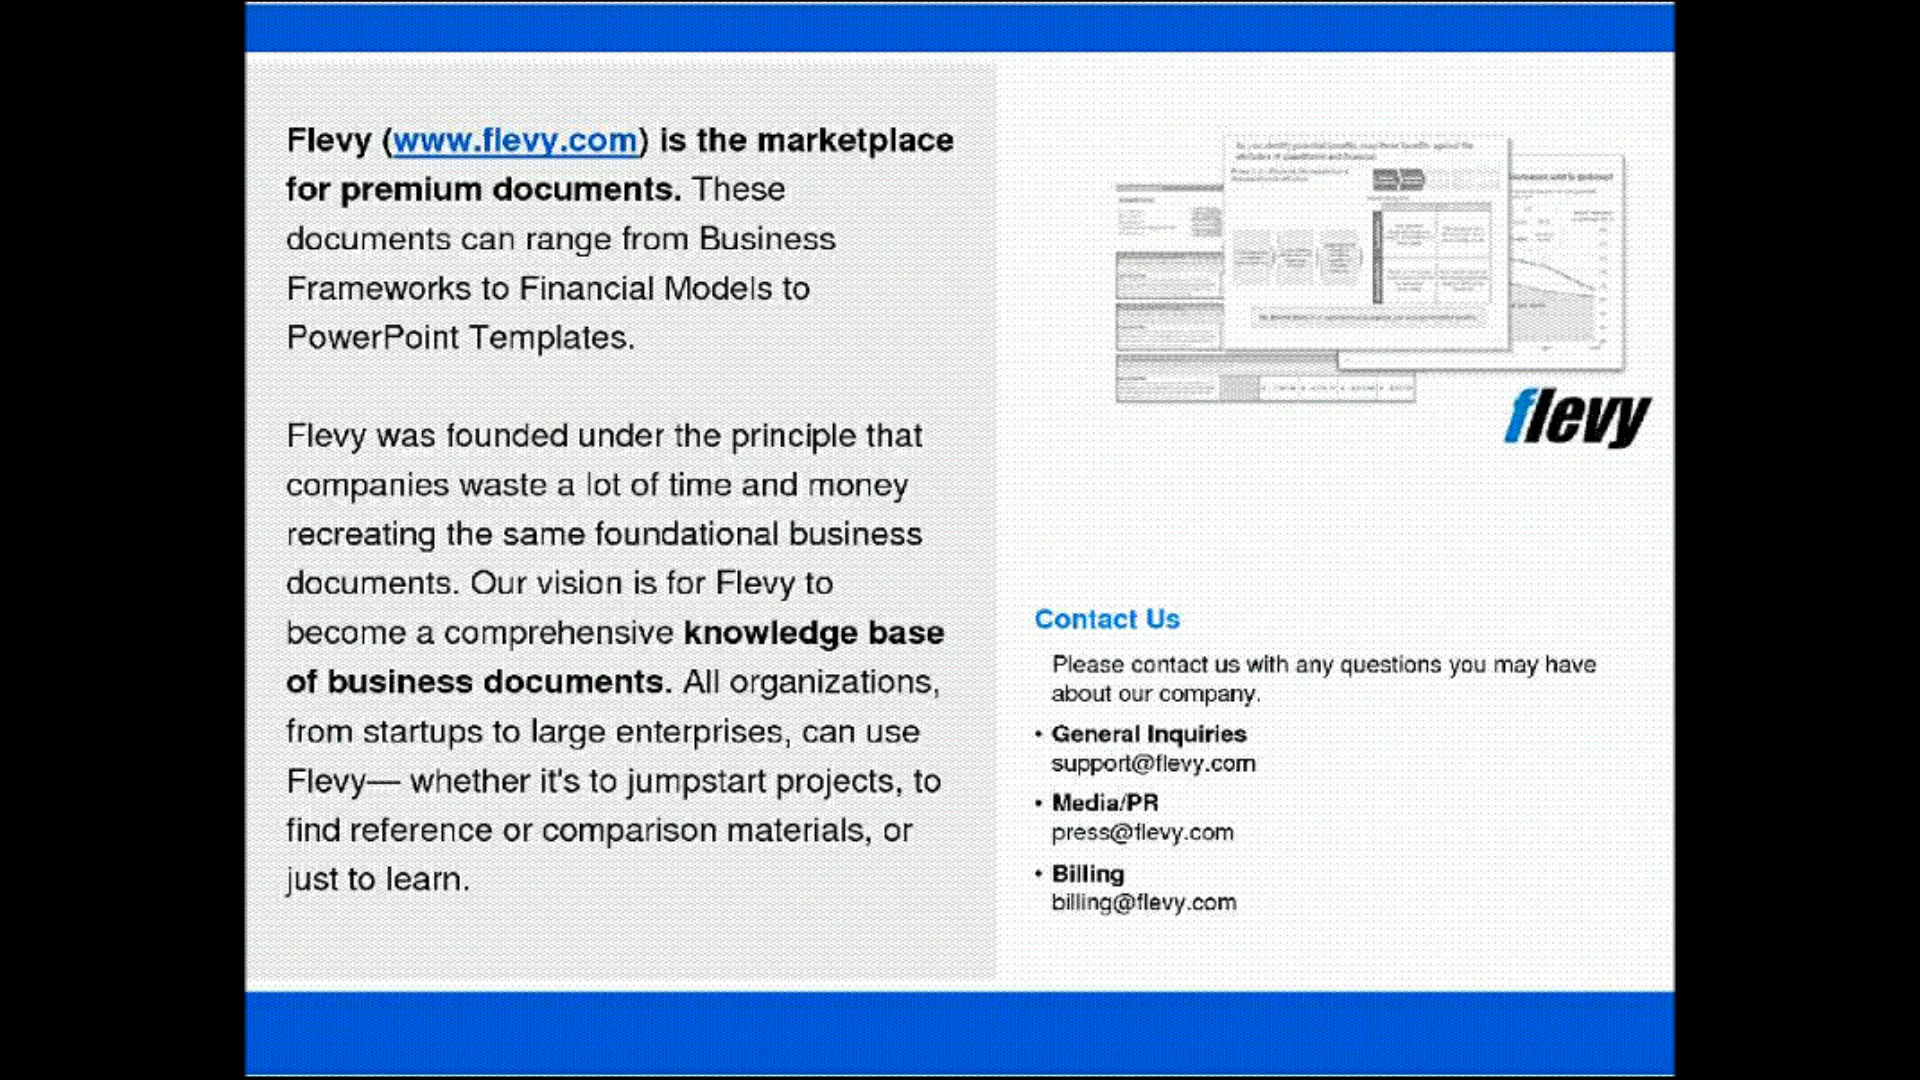 Flevy (www.flevy.com) is the marketplace
for premium documents. These
documents can range from Business
Frameworks to Financial Models to
PowerPoint Templates.
Flevy was founded under the principle that
companies waste a lot of time and money
recreating the same foundational business
documents. Our vision is for Flevy to
become a comprehensive knowledge base
of business documents. All organizations,
from startups to large enterprises, can use
Flevy— whether it's to jumpstart projects, to
find reference or comparison materials, or
just to learn.
flevy
Contact Us
Please contact us with any questions you may have
about our company.
• General Inquiries
support@flevy.com
• Media/PR
press@flevy.com
• Billing
billing@flevy.com